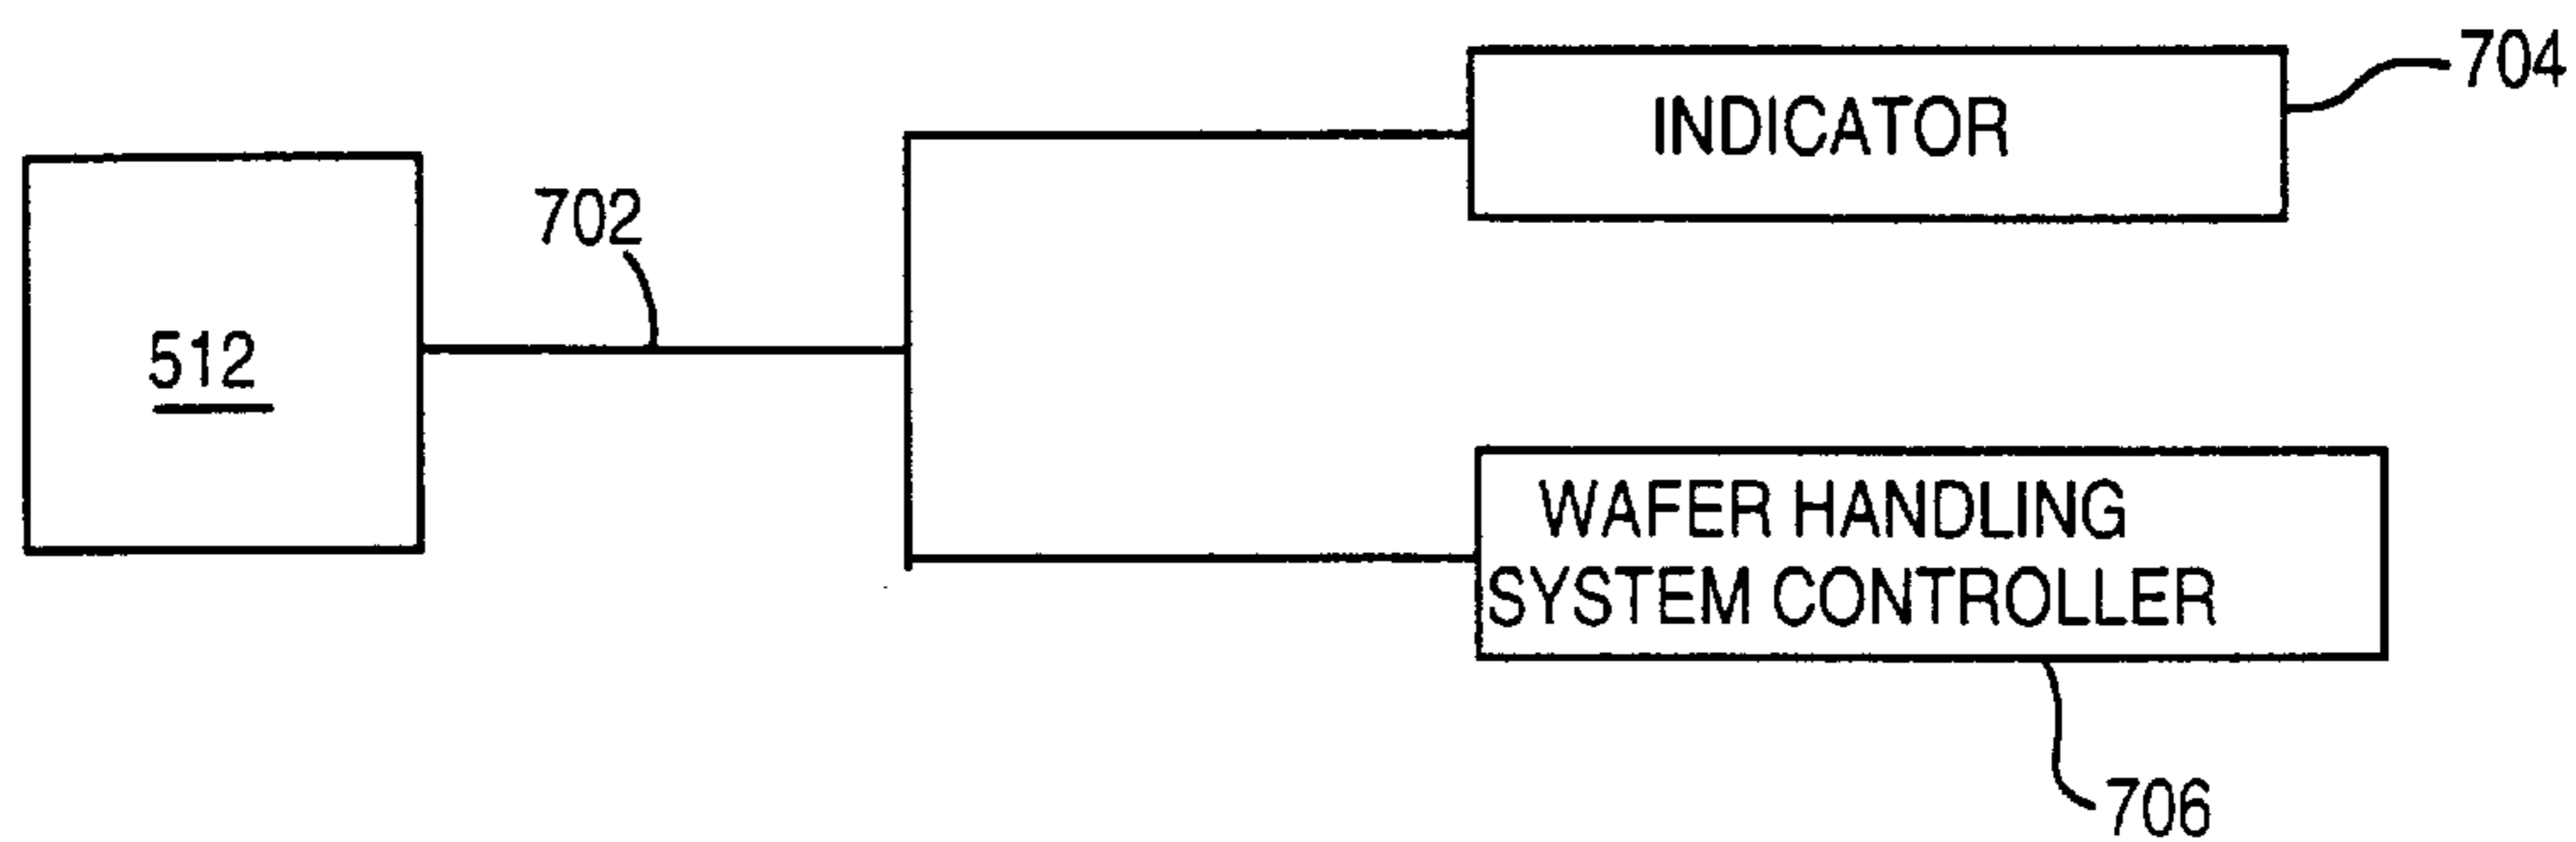 704
INDICATOR
702
512
WAFER HANDLING
SYSTEM CONTROLLER
706